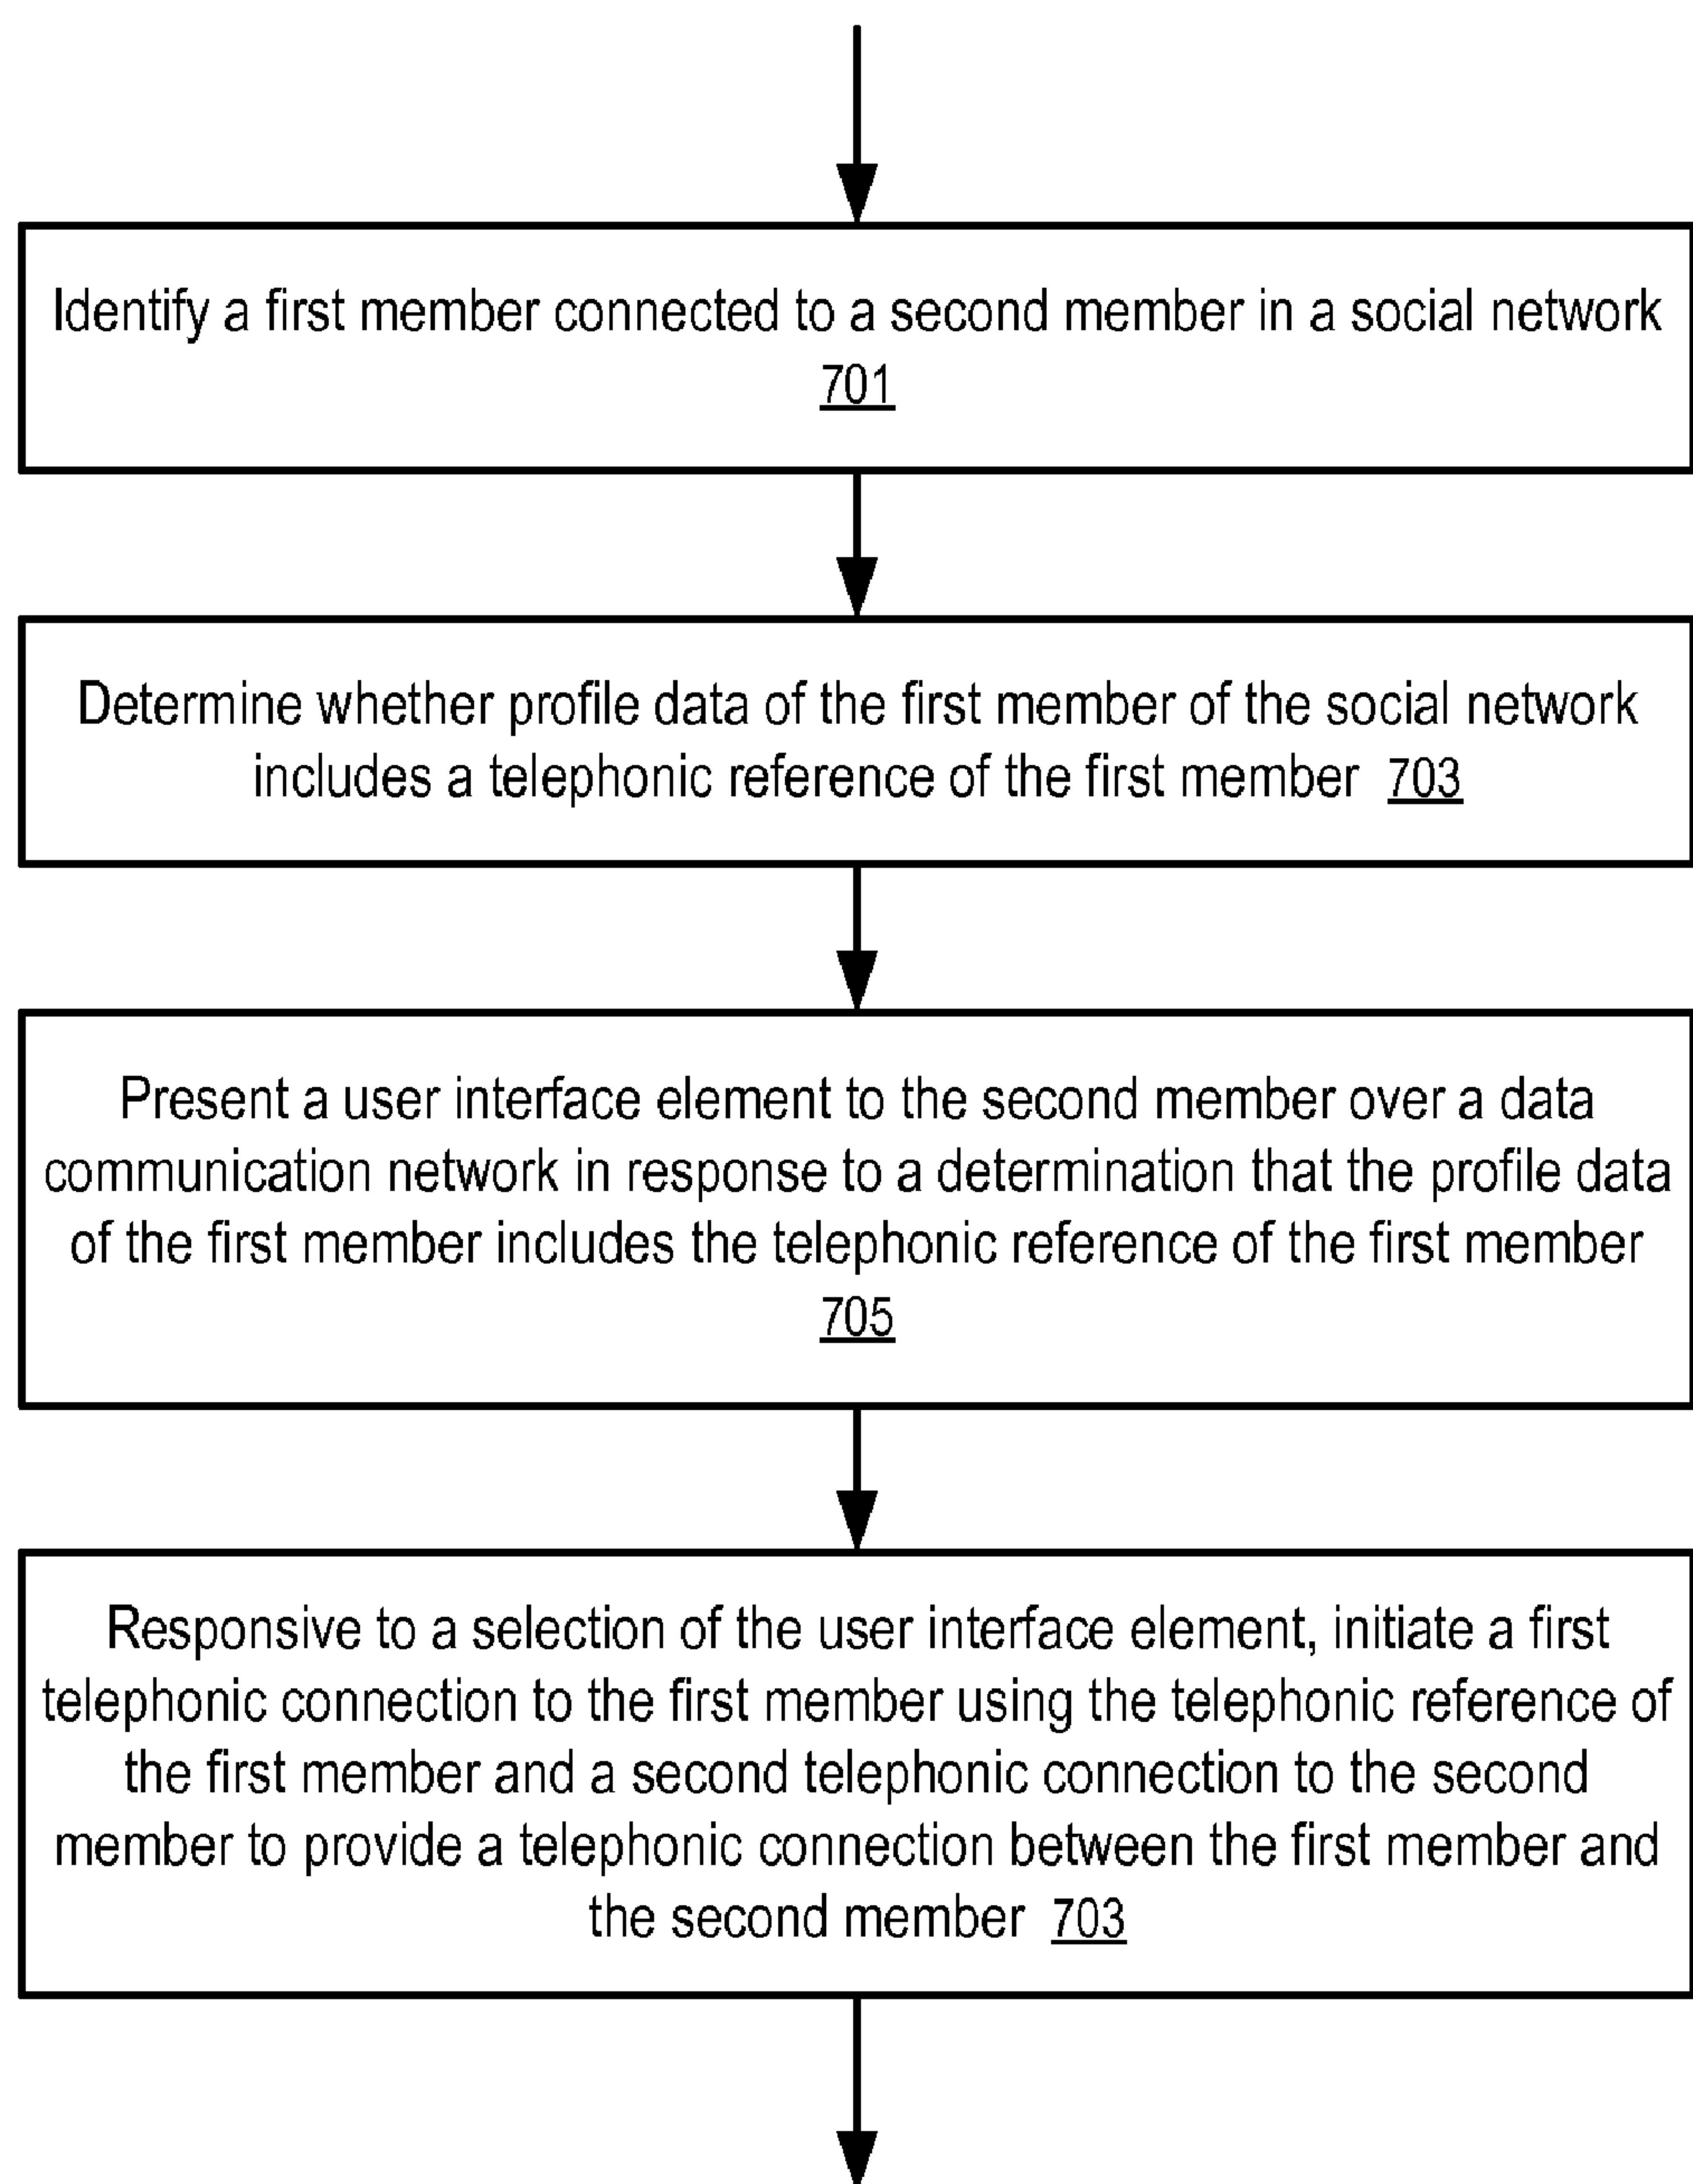 Identify a first member connected to a second member in a social network
701
Determine whether profile data of the first member of the social network
includes a telephonic reference of the first member 703
Present a user interface element to the second member over a data
communication network in response to a determination that the profile data
of the first member includes the telephonic reference of the first member
705
Responsive to a selection of the user interface element, initiate a first
telephonic connection to the first member using the telephonic reference of
the first member and a second telephonic connection to the second
member to provide a telephonic connection between the first member and
the second member 703